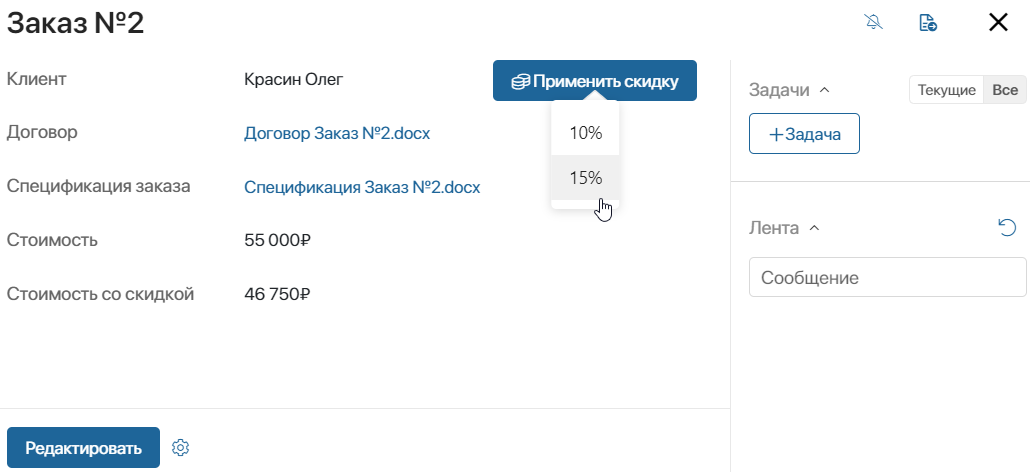 Заказ №2
Клиент
Красин Олег
Применить скидку
10%
15%
Договор
Договор Заказ №2.docx
Спецификация заказа
Спецификация Заказ №2.docx
Стоимость
55 000₽
Стоимость со скидкой
46 750₽
Редактировать
Задачи
Текущие
Все
+Задача
Лента
Сообщение